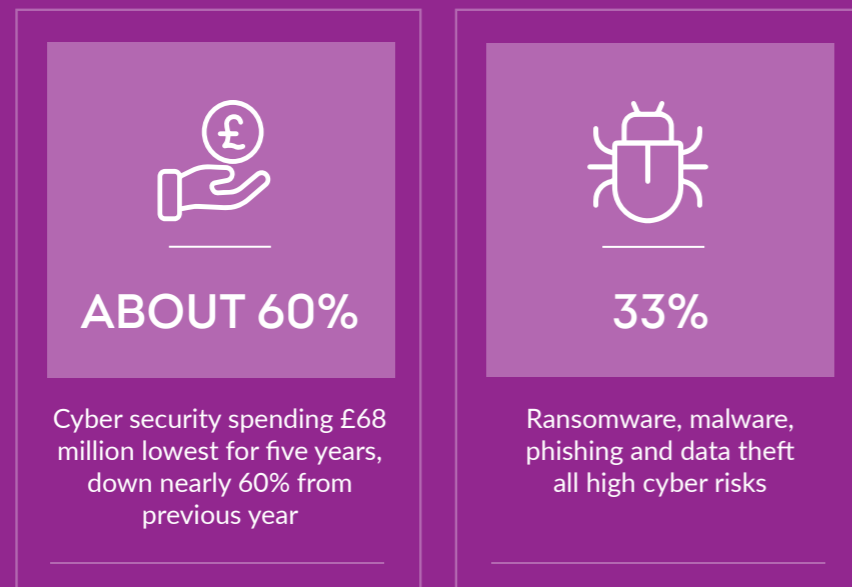 £
ABOUT 60%
Cyber security spending £68
million lowest for five years,
down nearly 60% from
previous year
33%
Ransomware, malware,
phishing and data theft
all high cyber risks